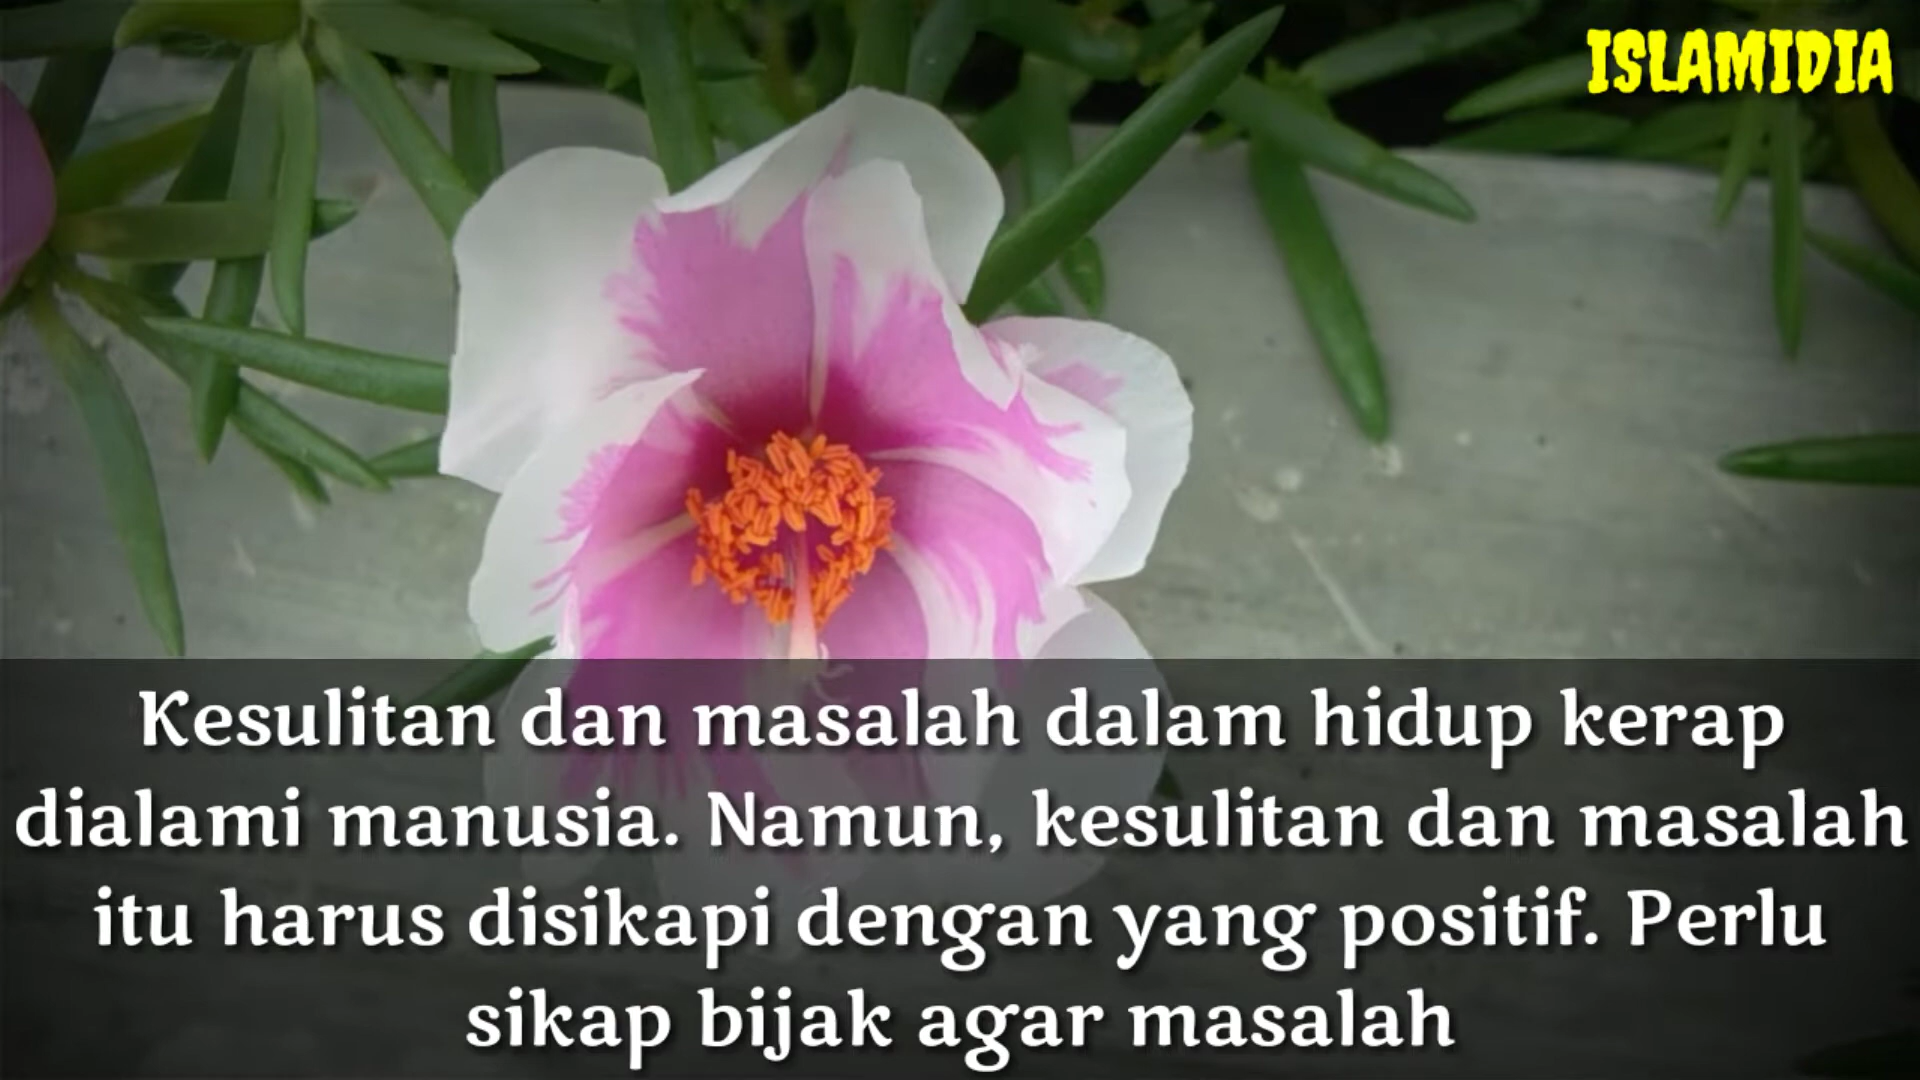 ISLAMIDIA
Kesulitan dan masalah dalam hidup kerap
dialami manusia. Namun, kesulitan dan masalah
itu harus disikapi dengan yang positif. Perlu
sikap bijak agar masalah